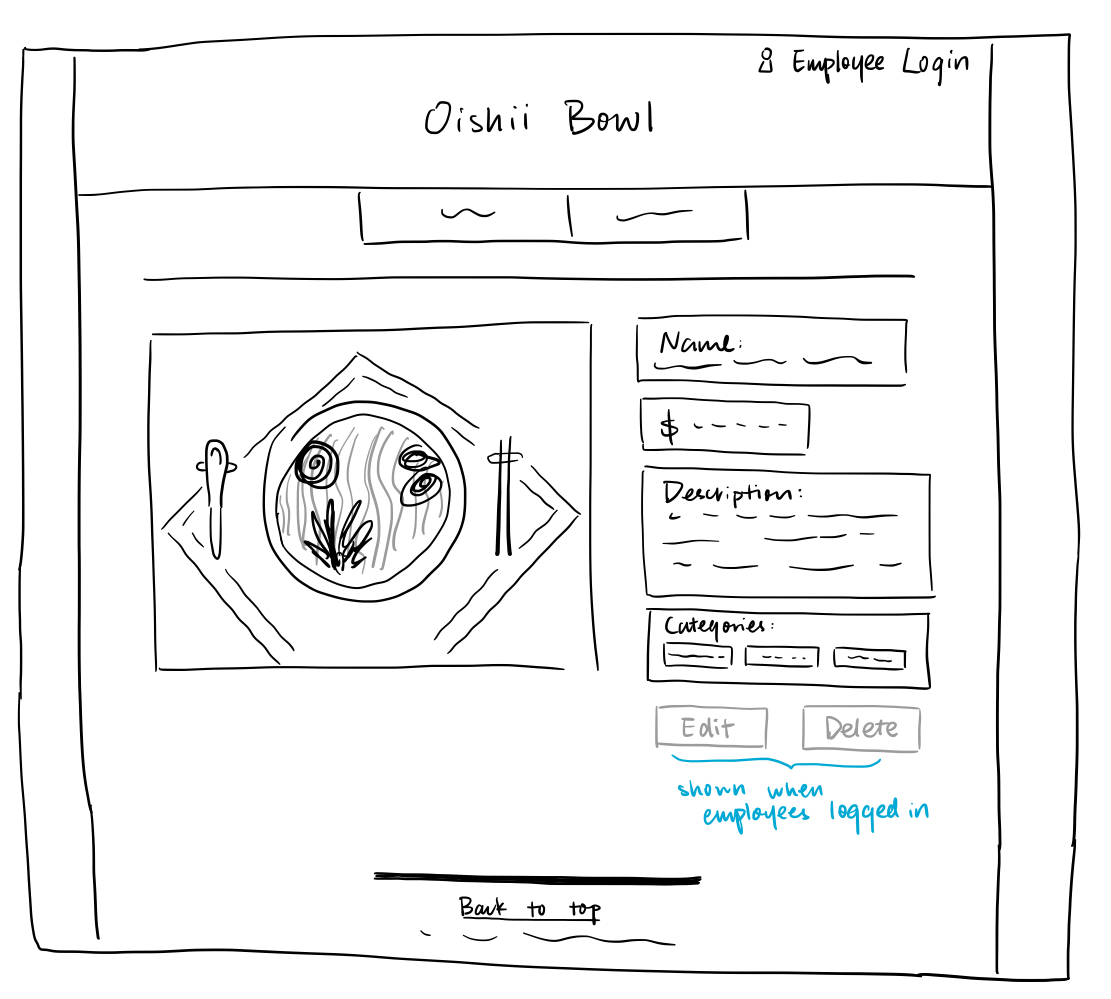 Employee Login
Oishii Bowl
Name:
$
Description:
Categories:
Edit Delete
shown when
employees logged in
Back to top